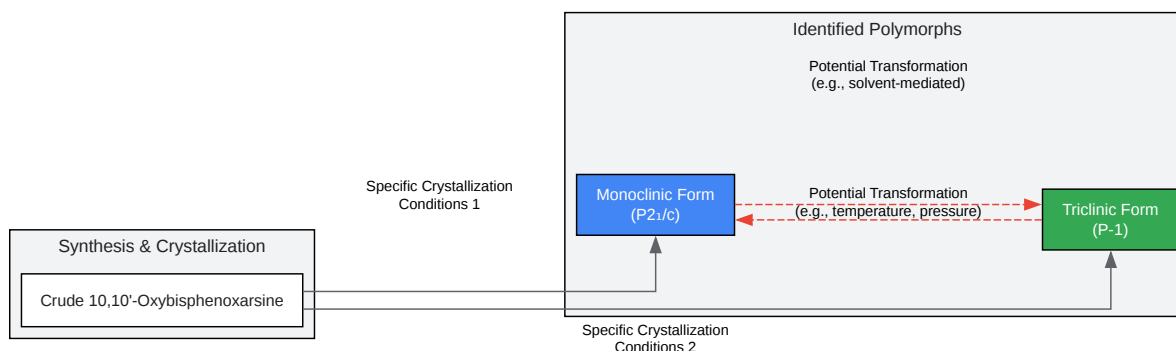 Identified Polymorphs
Potential Transformation
(e.g., solvent-mediated)
Specific Crystallization
Conditions 1
Monoclinic Form
(P2₁/c)
Potential Transformation
(e.g., temperature, pressure)
Triclinic Form
(P-1)
Synthesis & Crystallization
Crude 10,10'-Oxybisphenoxarsine
Specific Crystallization
Conditions 2